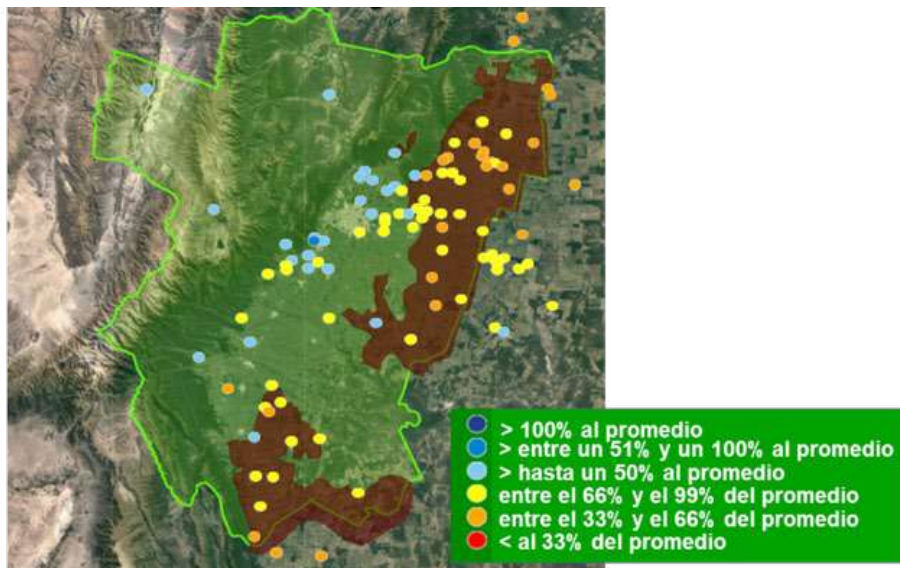 > 100% al promedio
> entre un 51% y un 100% al promedio
> hasta un 50% al promedio
entre el 66% y el 99% del promedio
entre el 33% y el 66% del promedio
< al 33% del promedio